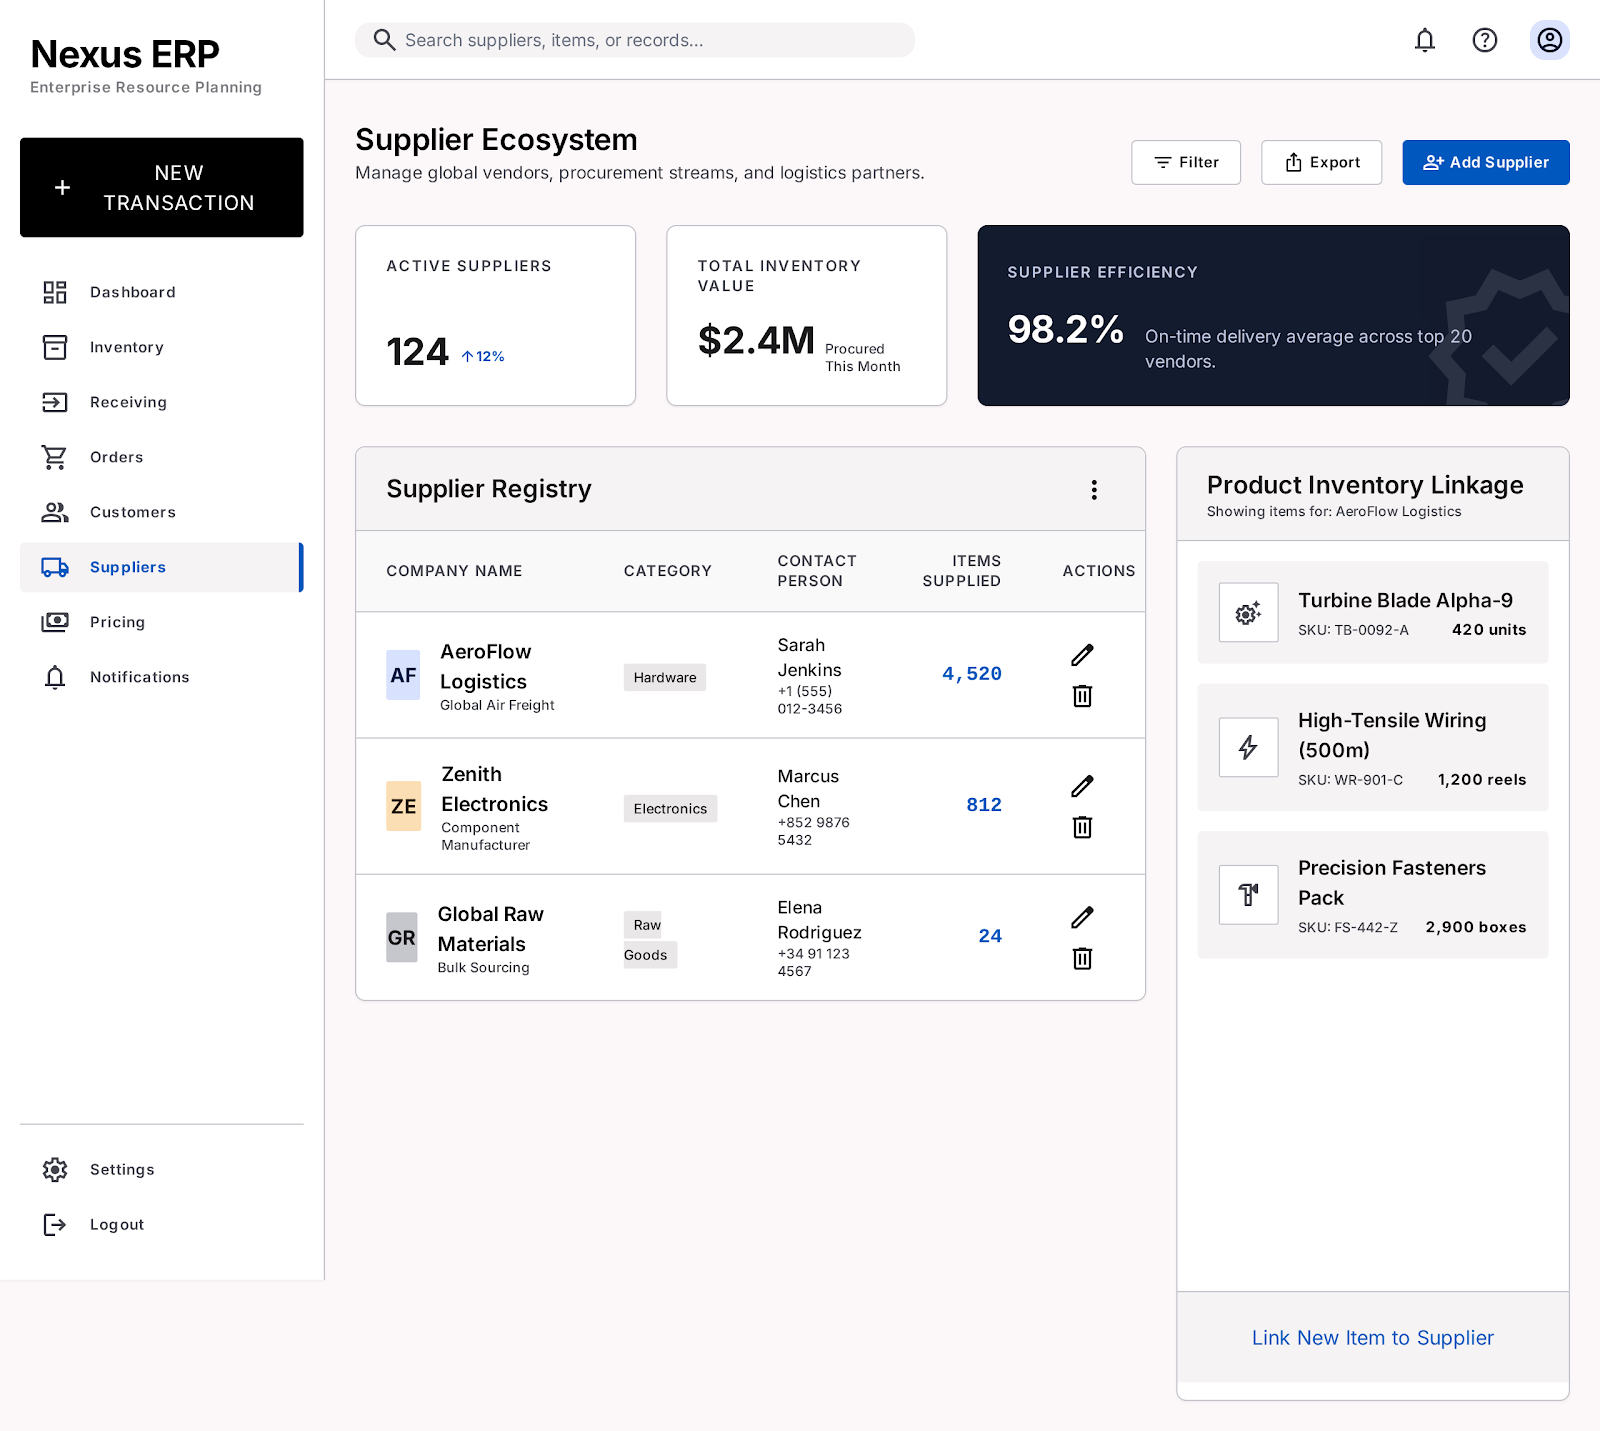 Nexus ERP
Enterprise Resource Planning
NEW
TRANSACTION
Dashboard
Inventory
Receiving
Orders
Customers
Suppliers
Pricing
Notifications
Settings
Logout
Search suppliers, items, or records...
Supplier Ecosystem
Manage global vendors, procurement streams, and logistics partners.
Filter
Export
Add Supplier
ACTIVE SUPPLIERS
124
↑12%
TOTAL INVENTORY
VALUE
$2.4M
Procured
This Month
SUPPLIER EFFICIENCY
98.2%
On-time delivery average across top 20
vendors.
Supplier Registry
COMPANY NAME
CATEGORY
CONTACT
PERSON
ITEMS
SUPPLIED
ACTIONS
AF
AeroFlow
Logistics
Global Air Freight
Hardware
Sarah
Jenkins
+1 (555)
012-3456
4,520
ZE
Zenith
Electronics
Component
Manufacturer
Electronics
Marcus
Chen
+852 9876
5432
812
GR
Global Raw
Materials
Bulk Sourcing
Raw
Goods
Elena
Rodriguez
+34 91 123
4567
24
Product Inventory Linkage
Showing items for: AeroFlow Logistics
Turbine Blade Alpha-9
SKU: TB-0092-A
420 units
High-Tensile Wiring
(500m)
SKU: WR-901-C
1,200 reels
Precision Fasteners
Pack
SKU: FS-442-Z
2,900 boxes
Link New Item to Supplier